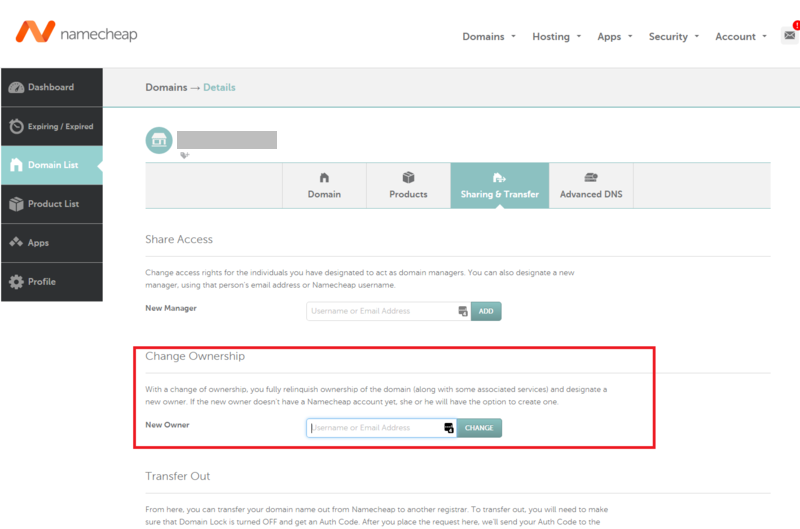 namecheap
Domains
Hosting
Apps
Security
Account
!
Dashboard
Expiring / Expired
Domain List
Product List
Apps
Profile
Domains → Details
Domain
Products
Sharing & Transfer
Advanced DNS
Share Access
Change access rights for the individuals you have designated to act as domain managers. You can also designate a new
manager, using that person's email address or Namecheap username.
New Manager
Username or Email Address
ADD
Change Ownership
With a change of ownership, you fully relinquish ownership of the domain (along with some associated services) and designate a
new owner. If the new owner doesn't have a Namecheap account yet, she or he will have the option to create one.
New Owner
Username or Email Address
CHANGE
Transfer Out
From here, you can transfer your domain name out from Namecheap to another registrar. To transfer out, you will need to make
sure that Domain Lock is turned OFF and get an Auth Code. After you place the request here, we'll send your Auth Code to the